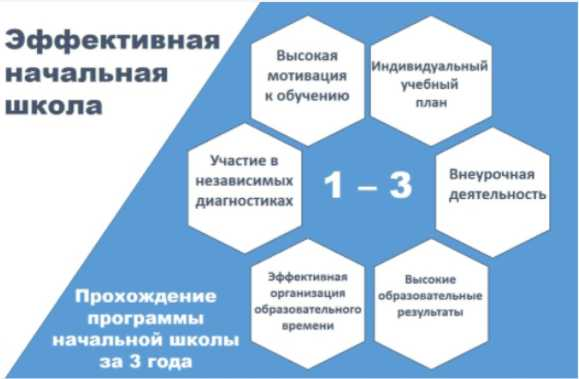 Эффективная
начальная
школа
Высокая
мотивация
к обучению
Индивидуальный
учебный
план
Участие в
независимых
диагностиках
1 – 3
Внеурочная
деятельность
Эффективная
организация
образовательного
времени
Высокие
образовательные
результаты
Прохождение
программы
начальной школы
за 3 года